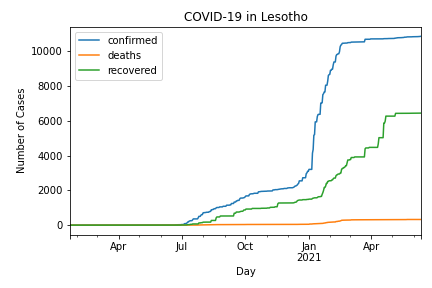 COVID-19 in Lesotho
confirmed
deaths
recovered
Number of Cases
10000
8000
6000
4000
2000
0
Apr
Jul
Oct
Jan
2021
Apr
Day